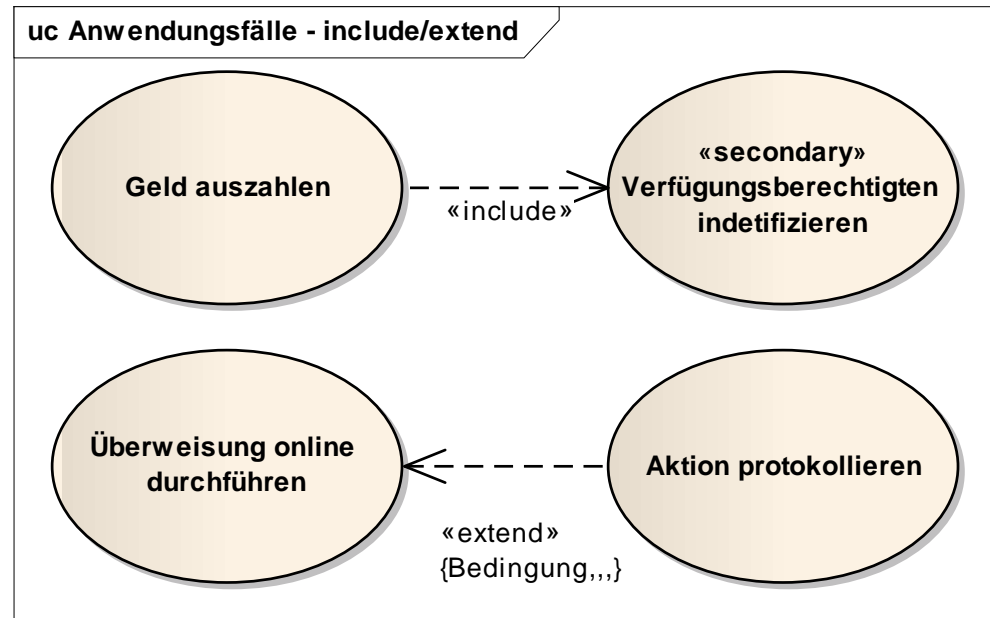 uc Anwendungsfälle - include/extend
Geld auszahlen
«include»
«secondary»
Verfügungsberechtigten
indetifizieren
Überweisung online
durchführen
«extend»
{Bedingung,,,}
Aktion protokollieren